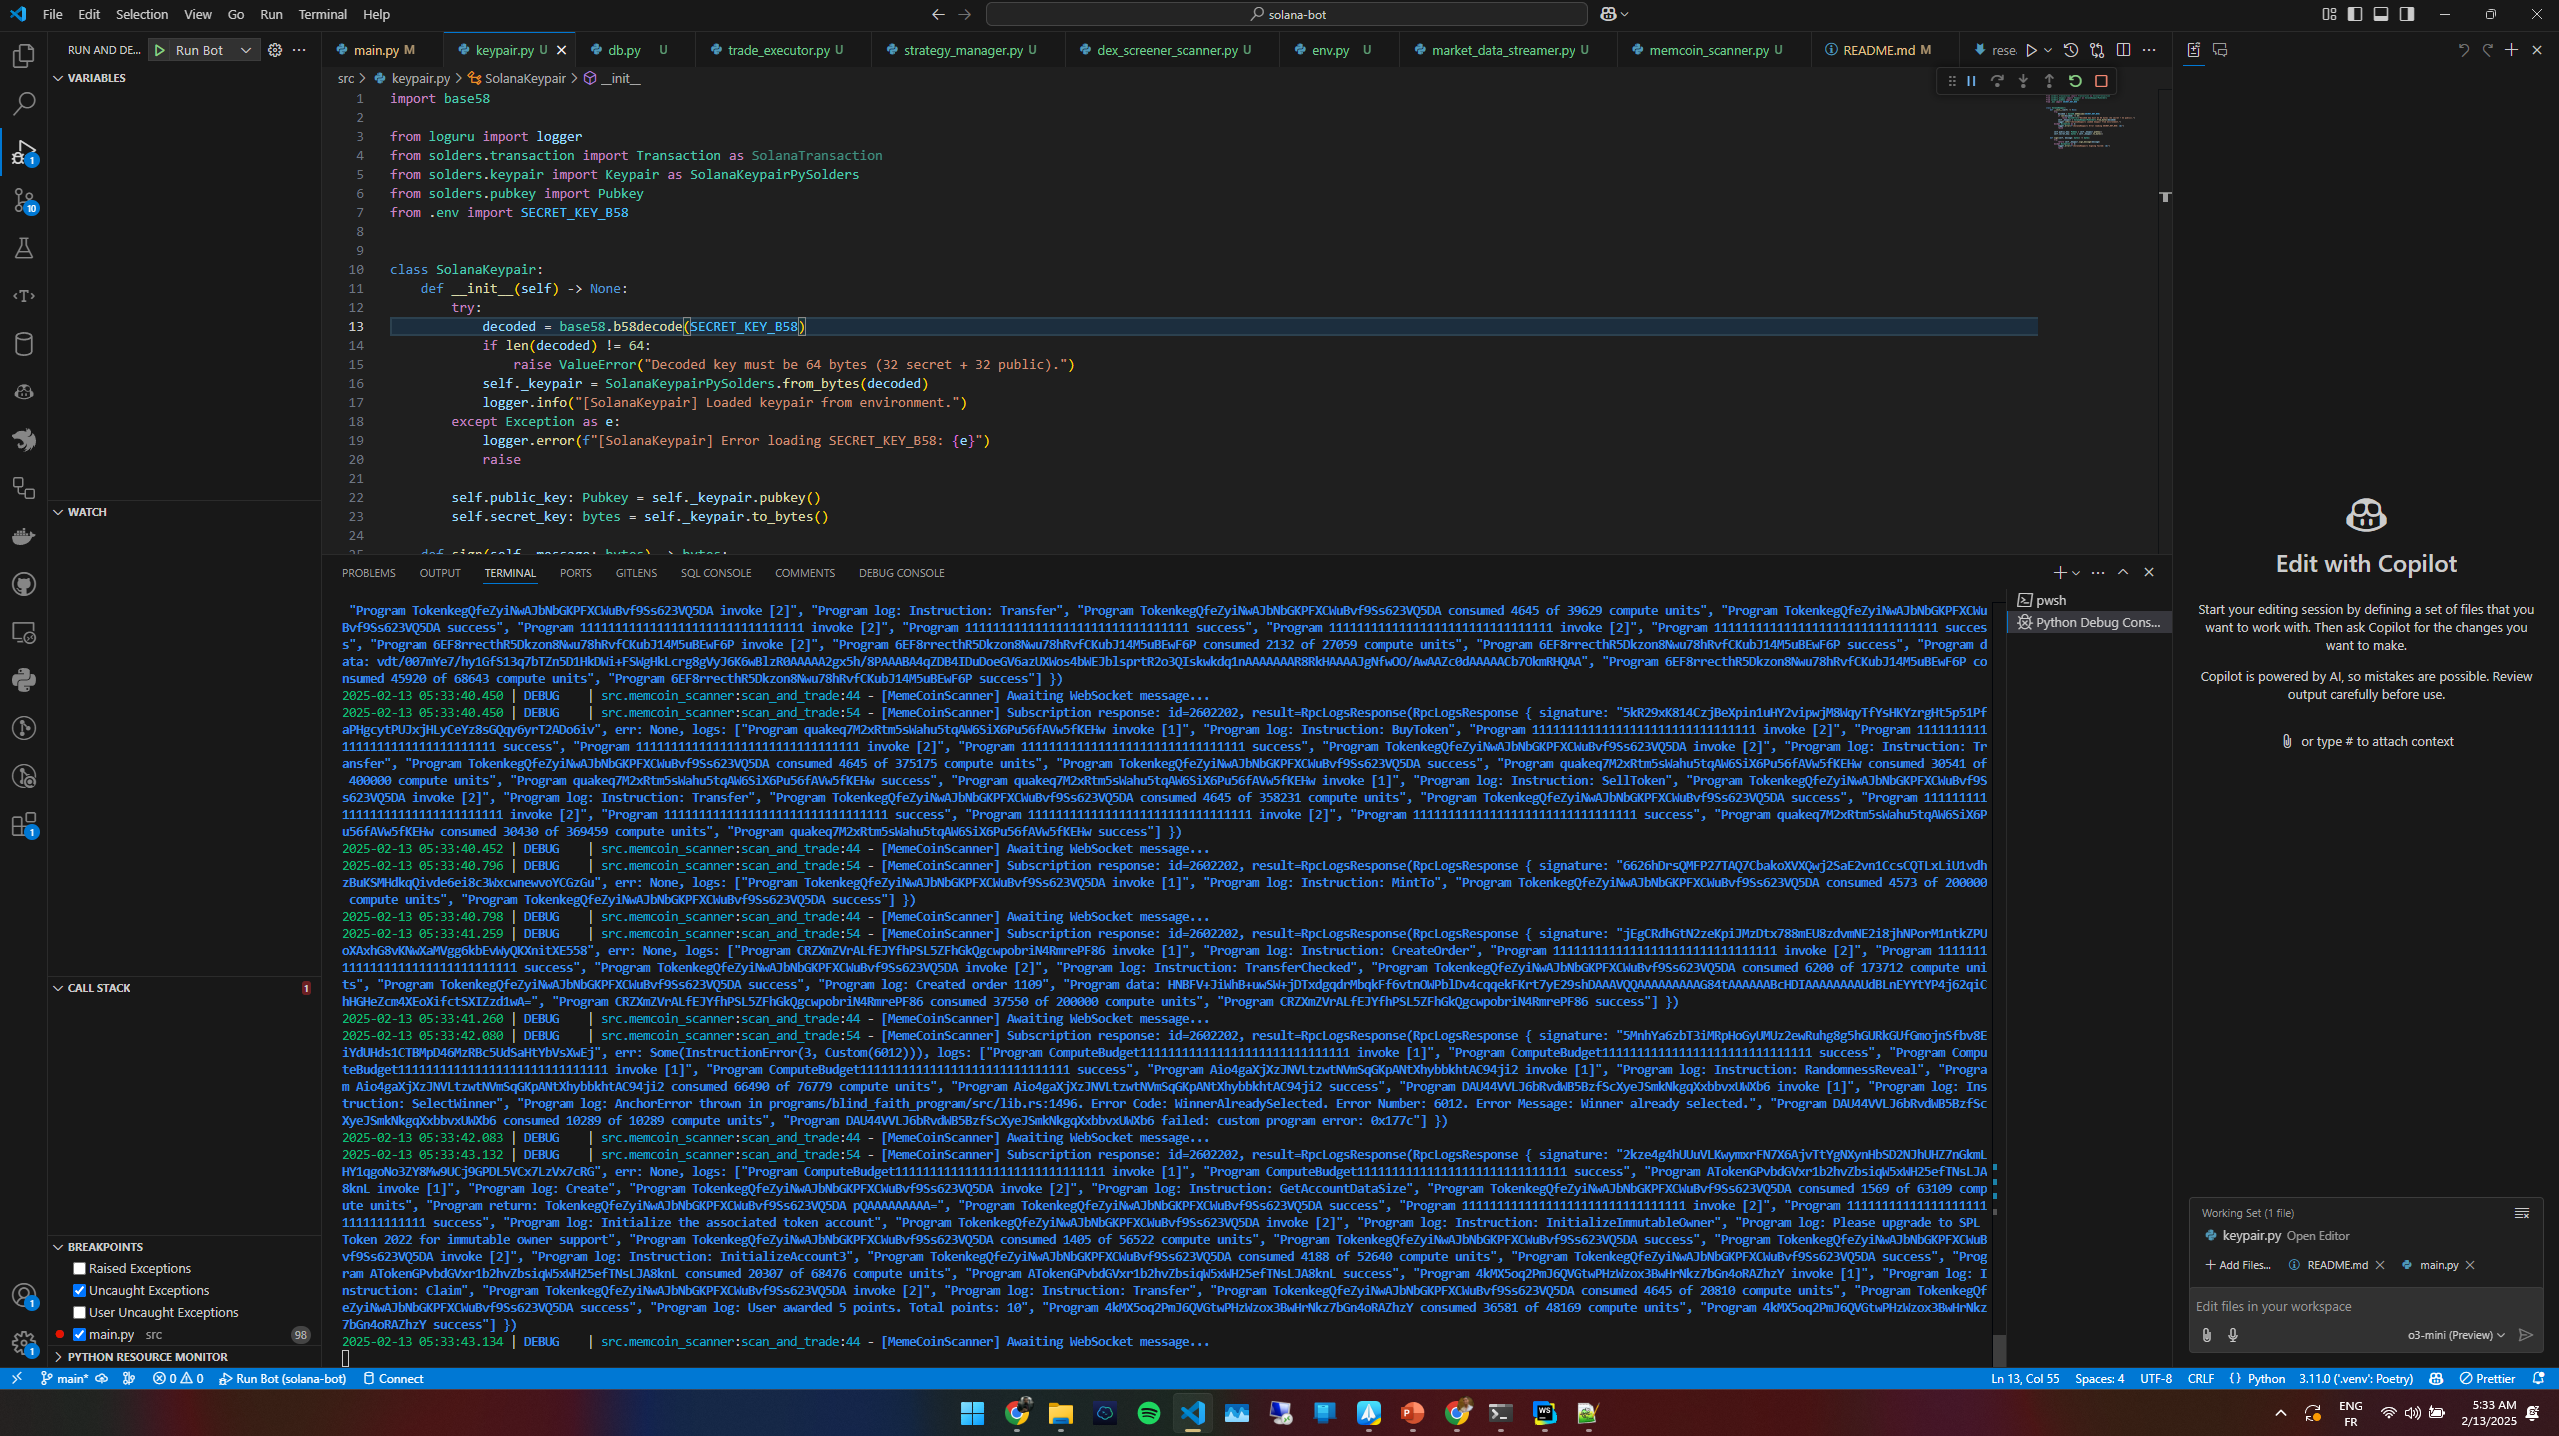 File Edit Selection View Go Run Terminal Help
solana-bot
RUN AND DE... Run Bot
main.py M keypair.py U db.py U trade_executor.py U strategy_manager.py U dex_screener_scanner.py U env.py U market_data_streamer.py U memcoin_scanner.py U README.md M rese
VARIABLES
src > keypair.py > SolanaKeypair > __init__
1 import base58
2
3 from loguru import logger
4 from solders.transaction import Transaction as SolanaTransaction
5 from solders.keypair import Keypair as SolanaKeypairPySolders
6 from solders.pubkey import Pubkey
7 from .env import SECRET_KEY_B58
8
9
10 class SolanaKeypair:
11 def __init__(self) -> None:
12 try:
13 decoded = base58.b58decode(SECRET_KEY_B58)
14 if len(decoded) != 64:
15 raise ValueError("Decoded key must be 64 bytes (32 secret + 32 public).")
16 self._keypair = SolanaKeypairPySolders.from_bytes(decoded)
17 logger.info("[SolanaKeypair] Loaded keypair from environment.")
18 except Exception as e:
19 logger.error(f"[SolanaKeypair] Error loading SECRET_KEY_B58: {e}")
20 raise
21
22 self.public_key: Pubkey = self._keypair.pubkey()
23 self.secret_key: bytes = self._keypair.to_bytes()
24
WATCH
CALL STACK 1
BREAKPOINTS
Raised Exceptions
Uncaught Exceptions
User Uncaught Exceptions
main.py src 98
PYTHON RESOURCE MONITOR
PROBLEMS OUTPUT TERMINAL PORTS GITLENS SQL CONSOLE COMMENTS DEBUG CONSOLE
pwsh
Python Debug Cons...
"Program TokenkegQfeZyiNwAJbNbGKPFXCWuBvf9Ss623VQ5DA invoke [2]", "Program log: Instruction: Transfer", "Program TokenkegQfeZyiNwAJbNbGKPFXCWuBvf9Ss623VQ5DA consumed 4645 of 39629 compute units", "Program TokenkegQfeZyiNwAJbNbGKPFXCWu
Bvf9Ss623VQ5DA success", "Program 11111111111111111111111111111111 invoke [2]", "Program 11111111111111111111111111111111 success", "Program 11111111111111111111111111111111 invoke [2]", "Program 11111111111111111111111111111111 succes
s", "Program 6EF8rrecthR5Dkzon8Nwu78hRvfCKubJ14M5uBEwF6P invoke [2]", "Program 6EF8rrecthR5Dkzon8Nwu78hRvfCKubJ14M5uBEwF6P consumed 2132 of 27059 compute units", "Program 6EF8rrecthR5Dkzon8Nwu78hRvfCKubJ14M5uBEwF6P success", "Program d
ata:
nsumed 45920 of 68643 compute units", "Program 6EF8rrecthR5Dkzon8Nwu78hRvfCKubJ14M5uBEwF6P success"] })
2025-02-13 05:33:40.450 | DEBUG | src.memcoin_scanner:scan_and_trade:44 - [MemeCoinScanner] Awaiting WebSocket message...
2025-02-13 05:33:40.450 | DEBUG | src.memcoin_scanner:scan_and_trade:54 - [MemeCoinScanner] Subscription response: id=2602202, result=RpcLogsResponse(RpcLogsResponse { signature:
err: None, logs: ["Program quakeq7M2xRtm5sWahu5tqAW6SiX6Pu56fAVw5fKEHw invoke [1]", "Program log: Instruction: BuyToken", "Program 11111111111111111111111111111111 invoke [2]", "Program 1111111111
1111111111111111111111 success", "Program 11111111111111111111111111111111 invoke [2]", "Program 11111111111111111111111111111111 success", "Program TokenkegQfeZyiNwAJbNbGKPFXCWuBvf9Ss623VQ5DA invoke [2]", "Program log: Instruction: Tr
ansfer", "Program TokenkegQfeZyiNwAJbNbGKPFXCWuBvf9Ss623VQ5DA consumed 4645 of 375175 compute units", "Program TokenkegQfeZyiNwAJbNbGKPFXCWuBvf9Ss623VQ5DA success", "Program quakeq7M2xRtm5sWahu5tqAW6SiX6Pu56fAVw5fKEHw consumed 30541 of
400000 compute units", "Program quakeq7M2xRtm5sWahu5tqAW6SiX6Pu56fAVw5fKEHw success", "Program quakeq7M2xRtm5sWahu5tqAW6SiX6Pu56fAVw5fKEHw invoke [1]", "Program log: Instruction: SellToken", "Program TokenkegQfeZyiNwAJbNbGKPFXCWuBvf9S
s623VQ5DA invoke [2]", "Program log: Instruction: Transfer", "Program TokenkegQfeZyiNwAJbNbGKPFXCWuBvf9Ss623VQ5DA consumed 4645 of 358231 compute units", "Program TokenkegQfeZyiNwAJbNbGKPFXCWuBvf9Ss623VQ5DA success", "Program 111111111
11111111111111111111111 invoke [2]", "Program 11111111111111111111111111111111 success", "Program 11111111111111111111111111111111 invoke [2]", "Program 11111111111111111111111111111111 success", "Program quakeq7M2xRtm5sWahu5tqAW6SiX6P
u56fAVw5fKEHw consumed 30430 of 369459 compute units", "Program quakeq7M2xRtm5sWahu5tqAW6SiX6Pu56fAVw5fKEHw success"] })
2025-02-13 05:33:40.452 | DEBUG | src.memcoin_scanner:scan_and_trade:44 - [MemeCoinScanner] Awaiting WebSocket message...
2025-02-13 05:33:40.796 | DEBUG | src.memcoin_scanner:scan_and_trade:54 - [MemeCoinScanner] Subscription response: id=2602202, result=RpcLogsResponse(RpcLogsResponse { signature:
err: None, logs: ["Program TokenkegQfeZyiNwAJbNbGKPFXCWuBvf9Ss623VQ5DA invoke [1]", "Program log: Instruction: MintTo", "Program TokenkegQfeZyiNwAJbNbGKPFXCWuBvf9Ss623VQ5DA consumed 4573 of 200000
compute units", "Program TokenkegQfeZyiNwAJbNbGKPFXCWuBvf9Ss623VQ5DA success"] })
2025-02-13 05:33:40.798 | DEBUG | src.memcoin_scanner:scan_and_trade:44 - [MemeCoinScanner] Awaiting WebSocket message...
2025-02-13 05:33:41.259 | DEBUG | src.memcoin_scanner:scan_and_trade:54 - [MemeCoinScanner] Subscription response: id=2602202, result=RpcLogsResponse(RpcLogsResponse { signature:
err: None, logs: ["Program CRZXmZVrALfEJYfhPSL5ZFhGkQgcwpobriN4RmrePF86 invoke [1]", "Program log: Instruction: CreateOrder", "Program 11111111111111111111111111111111 invoke [2]", "Program 1111111
1111111111111111111111111 success", "Program TokenkegQfeZyiNwAJbNbGKPFXCWuBvf9Ss623VQ5DA invoke [2]", "Program log: Instruction: TransferChecked", "Program TokenkegQfeZyiNwAJbNbGKPFXCWuBvf9Ss623VQ5DA consumed 6200 of 173712 compute uni
ts", "Program TokenkegQfeZyiNwAJbNbGKPFXCWuBvf9Ss623VQ5DA success", "Program log: Created order 1109", "Program data:
"Program CRZXmZVrALfEJYfhPSL5ZFhGkQgcwpobriN4RmrePF86 consumed 37550 of 200000 compute units", "Program CRZXmZVrALfEJYfhPSL5ZFhGkQgcwpobriN4RmrePF86 success"] })
2025-02-13 05:33:41.260 | DEBUG | src.memcoin_scanner:scan_and_trade:44 - [MemeCoinScanner] Awaiting WebSocket message...
2025-02-13 05:33:42.080 | DEBUG | src.memcoin_scanner:scan_and_trade:54 - [MemeCoinScanner] Subscription response: id=2602202, result=RpcLogsResponse(RpcLogsResponse { signature:
err: Some(InstructionError(3, Custom(6012))), logs: ["Program ComputeBudget111111111111111111111111111111 invoke [1]", "Program ComputeBudget111111111111111111111111111111 success", "Program Compu
teBudget111111111111111111111111111111 invoke [1]", "Program ComputeBudget111111111111111111111111111111 success", "Program Aio4gaXjXzJNVLtzwtNVmSqGKpANtXhybbkhtAC94ji2 invoke [1]", "Program log: Instruction: RandomnessReveal", "Progra
m Aio4gaXjXzJNVLtzwtNVmSqGKpANtXhybbkhtAC94ji2 consumed 66490 of 76779 compute units", "Program Aio4gaXjXzJNVLtzwtNVmSqGKpANtXhybbkhtAC94ji2 success", "Program DAU44VVLJ6bRvdWB5BzfScXyeJSmkNkgqXxbbvxUWXb6 invoke [1]", "Program log: Ins
truction: SelectWinner", "Program log: AnchorError thrown in programs/blind_faith_program/src/lib.rs:1496. Error Code: WinnerAlreadySelected. Error Number: 6012. Error Message: Winner already selected.", "Program DAU44VVLJ6bRvdWB5BzfSc
XyeJSmkNkgqXxbbvxUWXb6 consumed 10289 of 10289 compute units", "Program DAU44VVLJ6bRvdWB5BzfScXyeJSmkNkgqXxbbvxUWXb6 failed: custom program error: 0x177c"] })
2025-02-13 05:33:42.083 | DEBUG | src.memcoin_scanner:scan_and_trade:44 - [MemeCoinScanner] Awaiting WebSocket message...
2025-02-13 05:33:43.132 | DEBUG | src.memcoin_scanner:scan_and_trade:54 - [MemeCoinScanner] Subscription response: id=2602202, result=RpcLogsResponse(RpcLogsResponse { signature:
err: None, logs: ["Program ComputeBudget111111111111111111111111111111 invoke [1]", "Program ComputeBudget111111111111111111111111111111 success", "Program ATokenGPvbdGVxr1b2hvZbsiqW5xWH25efTNsLJA
8knL invoke [1]", "Program log: Create", "Program TokenkegQfeZyiNwAJbNbGKPFXCWuBvf9Ss623VQ5DA invoke [2]", "Program log: Instruction: GetAccountDataSize", "Program TokenkegQfeZyiNwAJbNbGKPFXCWuBvf9Ss623VQ5DA consumed 1569 of 63109 comp
ute units", "Program return: TokenkegQfeZyiNwAJbNbGKPFXCWuBvf9Ss623VQ5DA pQAAAAAAAAA=", "Program TokenkegQfeZyiNwAJbNbGKPFXCWuBvf9Ss623VQ5DA success", "Program 11111111111111111111111111111111 invoke [2]", "Program 11111111111111111111
111111111111 success", "Program log: Initialize the associated token account", "Program TokenkegQfeZyiNwAJbNbGKPFXCWuBvf9Ss623VQ5DA invoke [2]", "Program log: Instruction: InitializeImmutableOwner", "Program log: Please upgrade to SPL
Token 2022 for immutable owner support", "Program TokenkegQfeZyiNwAJbNbGKPFXCWuBvf9Ss623VQ5DA consumed 1405 of 56522 compute units", "Program TokenkegQfeZyiNwAJbNbGKPFXCWuBvf9Ss623VQ5DA success", "Program TokenkegQfeZyiNwAJbNbGKPFXCWuB
vf9Ss623VQ5DA invoke [2]", "Program log: Instruction: InitializeAccount3", "Program TokenkegQfeZyiNwAJbNbGKPFXCWuBvf9Ss623VQ5DA consumed 4188 of 52640 compute units", "Program TokenkegQfeZyiNwAJbNbGKPFXCWuBvf9Ss623VQ5DA success", "Prog
ram ATokenGPvbdGVxr1b2hvZbsiqW5xWH25efTNsLJA8knL consumed 20307 of 68476 compute units", "Program ATokenGPvbdGVxr1b2hvZbsiqW5xWH25efTNsLJA8knL success", "Program 4kMX5oq2PmJ6QVGtwPHzWzox3BwHrNkz7bGn4oRAZhzY invoke [1]", "Program log: I
nstruction: Claim", "Program TokenkegQfeZyiNwAJbNbGKPFXCWuBvf9Ss623VQ5DA invoke [2]", "Program log: Instruction: Transfer", "Program TokenkegQfeZyiNwAJbNbGKPFXCWuBvf9Ss623VQ5DA consumed 4645 of 20810 compute units", "Program TokenkegQf
eZyiNwAJbNbGKPFXCWuBvf9Ss623VQ5DA success", "Program log: User awarded 5 points. Total points: 10", "Program 4kMX5oq2PmJ6QVGtwPHzWzox3BwHrNkz7bGn4oRAZhzY consumed 36581 of 48169 compute units", "Program 4kMX5oq2PmJ6QVGtwPHzWzox3BwHrNkz
7bGn4oRAZhzY success"] })
2025-02-13 05:33:43.134 | DEBUG | src.memcoin_scanner:scan_and_trade:44 - [MemeCoinScanner] Awaiting WebSocket message...
Edit with Copilot
Start your editing session by defining a set of files that you
want to work with. Then ask Copilot for the changes you
want to make.
Copilot is powered by AI, so mistakes are possible. Review
output carefully before use.
or type # to attach context
Working Set (1 file)
keypair.py Open Editor
Add Files... README.md main.py
Edit files in your workspace
o3-mini (Preview)
main* 0 0 Run Bot (solana-bot) Connect
Ln 13, Col 55 Spaces: 4 UTF-8 CRLF Python 3.11.0 ('.venv': Poetry) Prettier
ENG
FR
5:33 AM
2/13/2025